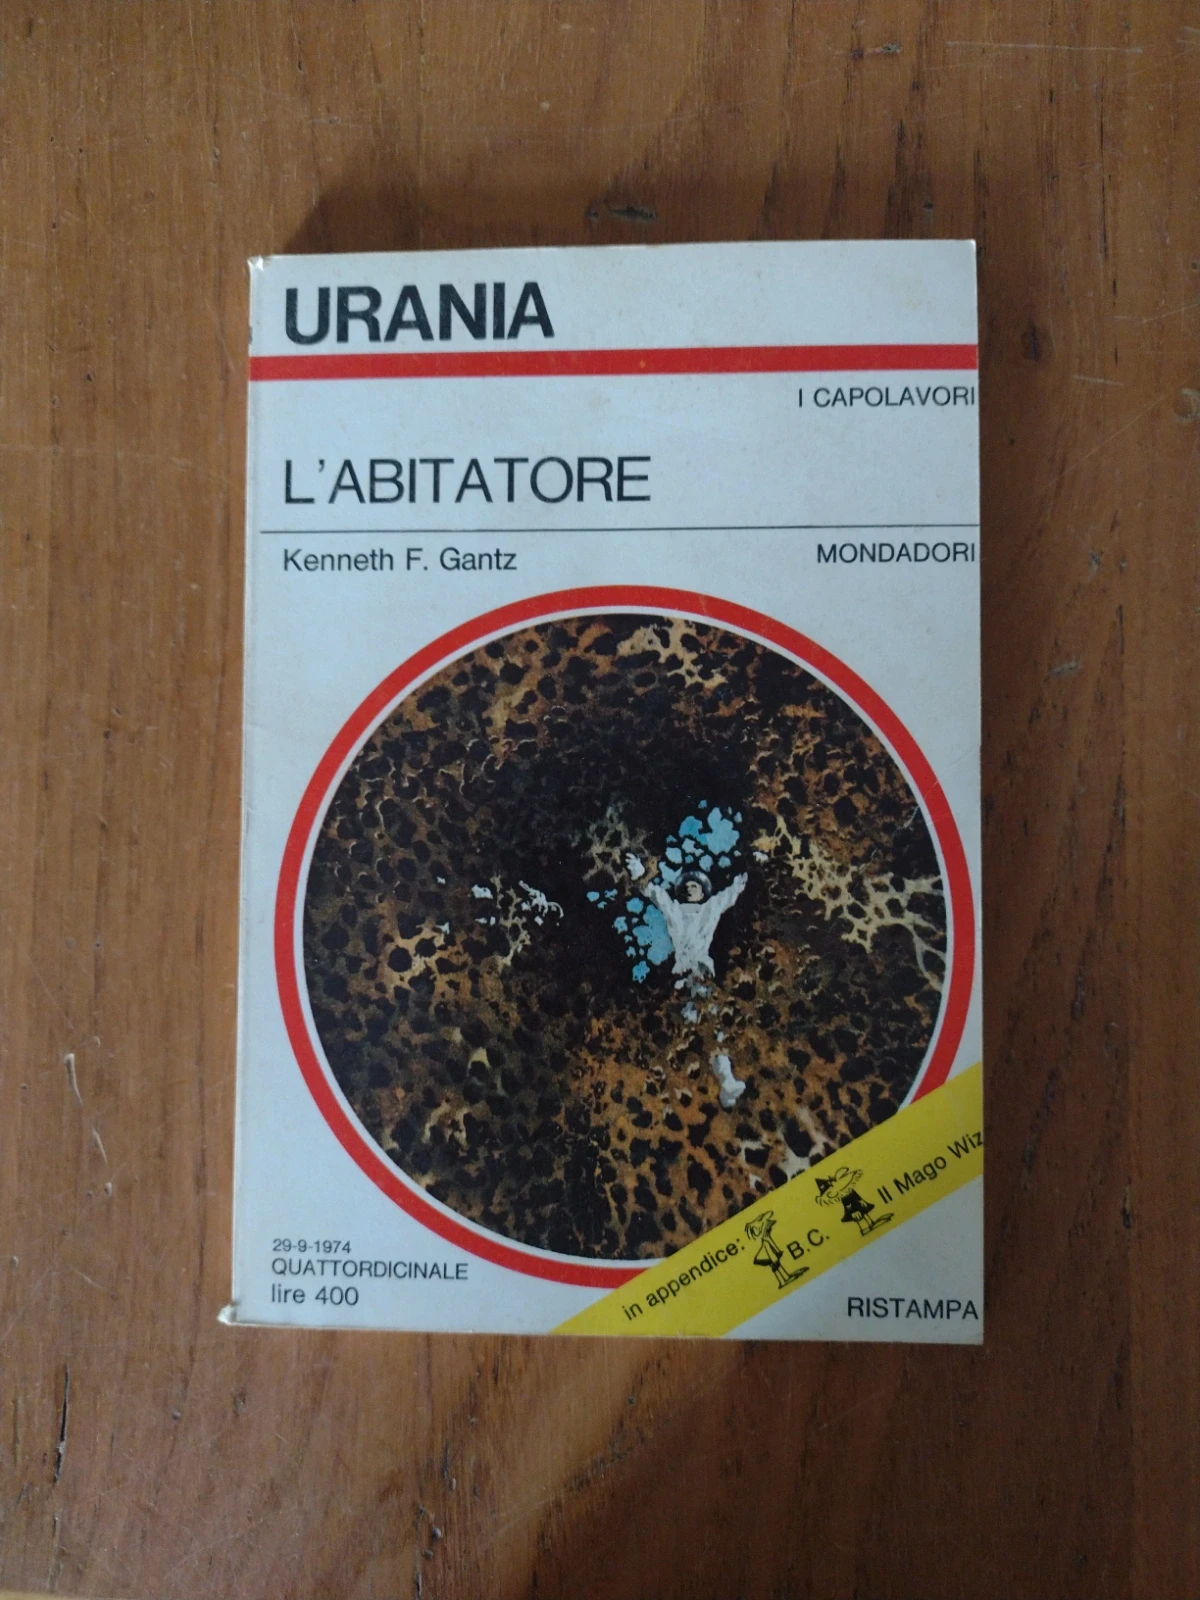 URANIA
I CAPOLAVORI
L'ABITATORE
Kenneth F. Gantz
MONDADORI
in appendice: B.C. Il Mago Wiz
29-9-1974
QUATTORDICINALE
lire 400
RISTAMPA